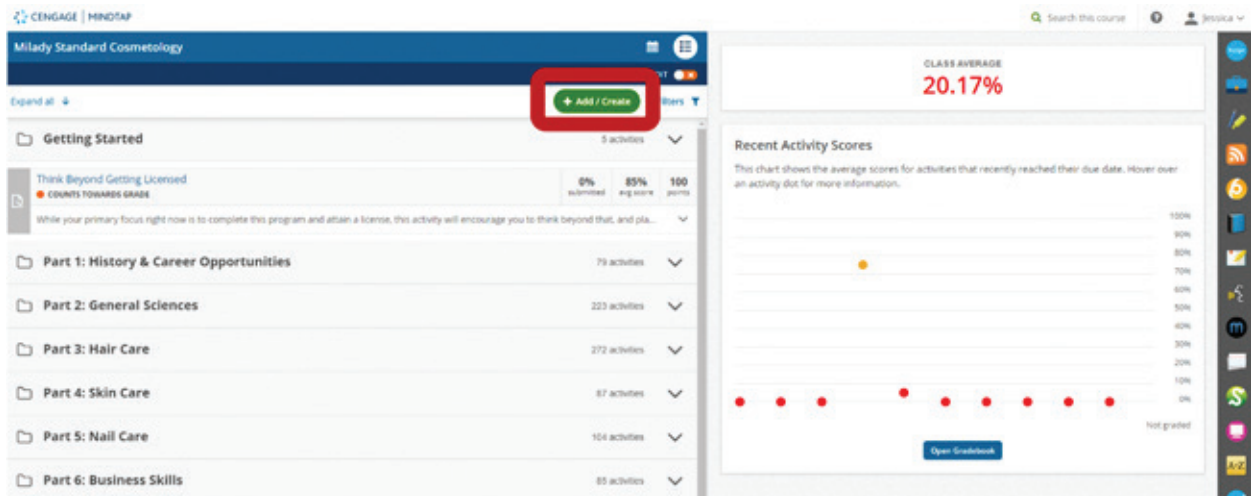 CENGAGE | MINDTAP
Search this course
Jessica
Milady Standard Cosmetology
Expand all
+ Add / Create
Getting Started
5 activities
Think Beyond Getting Licensed
COUNTS TOWARDS GRADE
0% 85% 100
submitted avg score points
While your primary focus right now is to complete this program and attain a license, this activity will encourage you to think beyond that, and pla...
Part 1: History & Career Opportunities
79 activities
Part 2: General Sciences
223 activities
Part 3: Hair Care
272 activities
Part 4: Skin Care
87 activities
Part 5: Nail Care
104 activities
Part 6: Business Skills
85 activities
CLASS AVERAGE
20.17%
Recent Activity Scores
This chart shows the average scores for activities that recently reached their due date. Hover over
an activity dot for more information.
100%
90%
80%
70%
60%
50%
40%
30%
20%
10%
0%
Not graded
Open Gradebook
A-Z